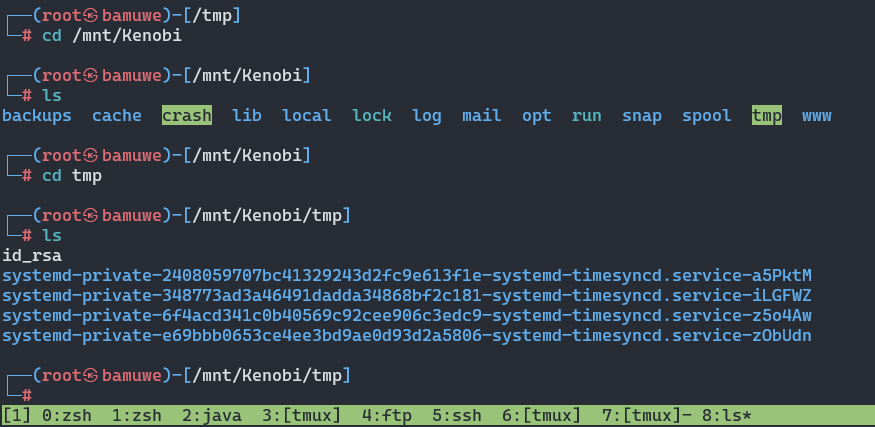 ┌──(root㉿bamuwe)-[/tmp]
└─# cd /mnt/Kenobi
┌──(root㉿bamuwe)-[/mnt/Kenobi]
└─# ls
backups  cache  crash  lib  local  lock  log  mail  opt  run  snap  spool  tmp  www
┌──(root㉿bamuwe)-[/mnt/Kenobi]
└─# cd tmp
┌──(root㉿bamuwe)-[/mnt/Kenobi/tmp]
└─# ls
id_rsa
systemd-private-2408059707bc41329243d2fc9e613f1e-systemd-timesyncd.service-a5PktM
systemd-private-348773ad3a46491dadda34868bf2c181-systemd-timesyncd.service-iLGFWZ
systemd-private-6f4acd341c0b40569c92cee906c3edc9-systemd-timesyncd.service-z5o4Aw
systemd-private-e69bbb0653ce4ee3bd9ae0d93d2a5806-systemd-timesyncd.service-zObUdn
┌──(root㉿bamuwe)-[/mnt/Kenobi/tmp]
└─#
[1] 0:zsh  1:zsh  2:java  3:[tmux]  4:ftp  5:ssh  6:[tmux]  7:[tmux]- 8:ls*